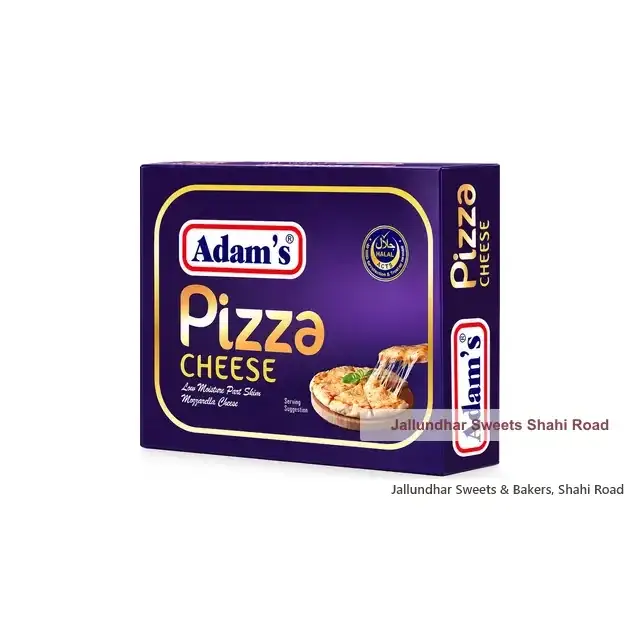 Adam's®
Pizza
CHEESE
Low Moisture Part Skim
Mozzarella Cheese
Serving
Suggestion
حلال
HALAL
Pizza
CHEESE
Adam's
Jallundhar Sweets Shahi Road
Jallundhar Sweets & Bakers, Shahi Road